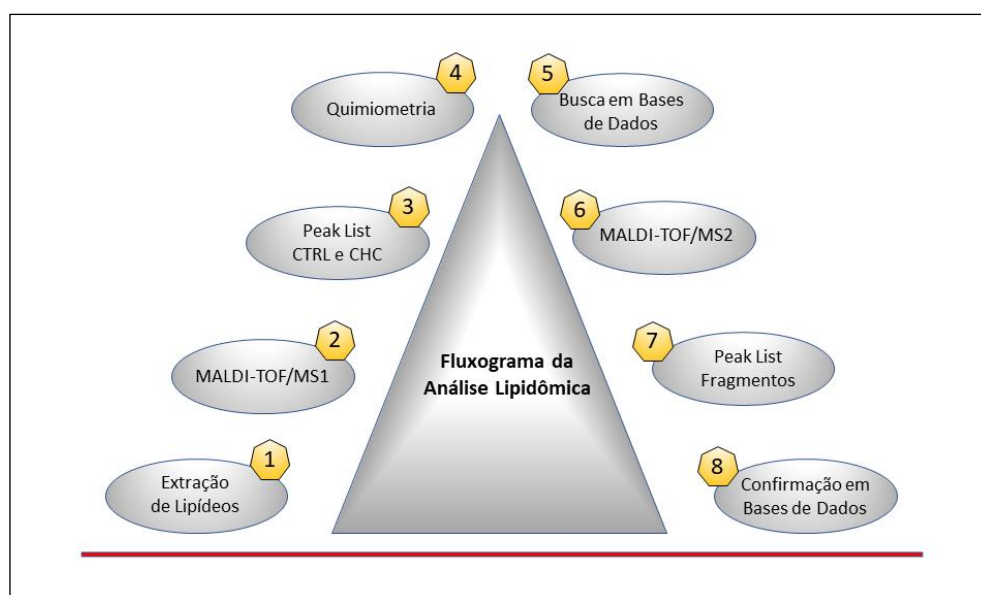 4
Quimiometria
5
Busca em Bases
de Dados
3
Peak List
CTRL e CHC
6
MALDI-TOF/MS2
2
MALDI-TOF/MS1
Fluxograma da
Análise Lipidômica
7
Peak List
Fragmentos
1
Extração
de Lipídeos
8
Confirmação em
Bases de Dados